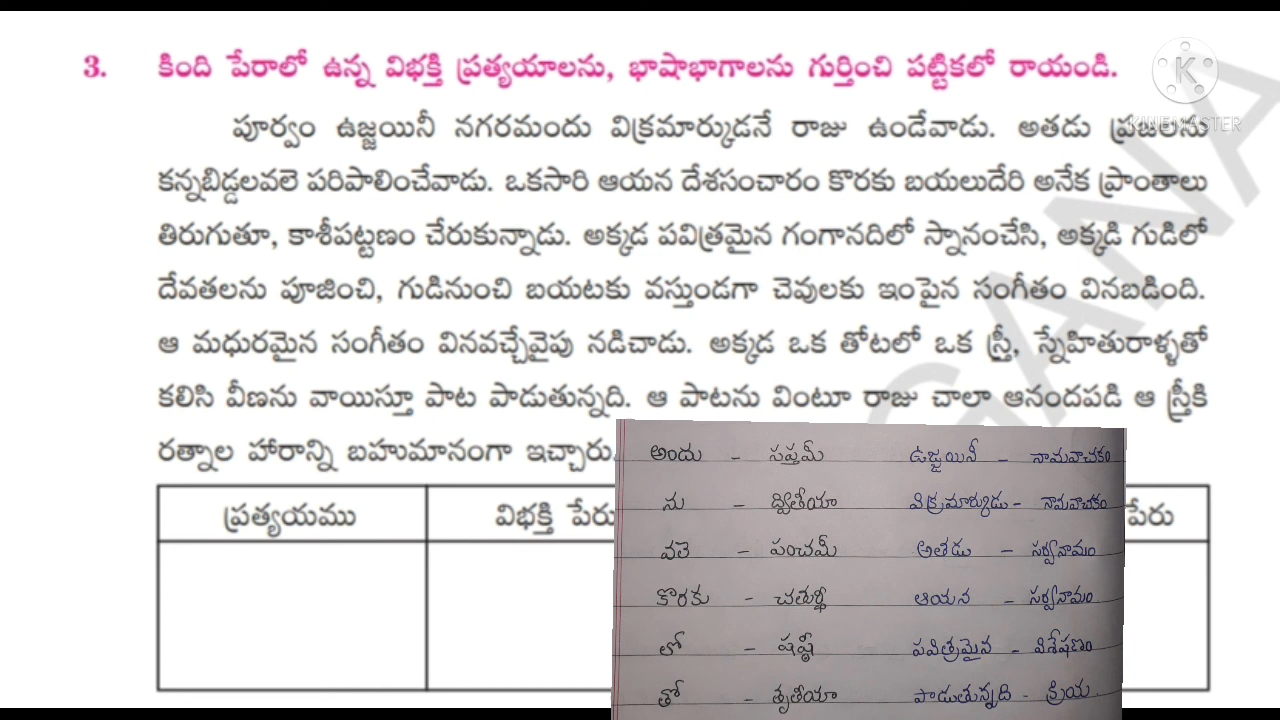 3. కింది పేరాలో ఉన్న విభక్తి ప్రత్యయాలను, భాషాభాగాలను గుర్తించి పట్టికలో రాయండి.
పూర్వం ఉజ్జయినీ నగరమందు విక్రమార్కుడనే రాజు ఉండేవాడు. అతడు ప్రజలను
KINEMASTER
కన్నబిడ్డలవలె పరిపాలించేవాడు. ఒకసారి ఆయన దేశసంచారం కొరకు బయలుదేరి అనేక ప్రాంతాలు
తిరుగుతూ, కాశీపట్టణం చేరుకున్నాడు. అక్కడ పవిత్రమైన గంగానదిలో స్నానంచేసి, అక్కడి గుడిలో
దేవతలను పూజించి, గుడినుంచి బయటకు వస్తుండగా చెవులకు ఇంపైన సంగీతం వినబడింది.
ఆ మధురమైన సంగీతం వినవచ్చేవైపు నడిచాడు. అక్కడ ఒక తోటలో ఒక స్త్రీ, స్నేహితురాళ్ళతో
కలిసి వీణను వాయిస్తూ పాట పాడుతున్నది. ఆ పాటను వింటూ రాజు చాలా ఆనందపడి ఆ స్త్రీకి
రత్నాల హారాన్ని బహుమానంగా ఇచ్చారు.
ప్రత్యయము విభక్తి పేరు పేరు
అందు – సప్తమీ ఉజ్జయినీ – నామవాచకం
ను – ద్వితీయా విక్రమార్కుడు – నామవాచకం
వలె – పంచమీ అతడు – సర్వనామం
కొరకు – చతుర్థీ ఆయన – సర్వనామం
లో – షష్ఠీ పవిత్రమైన – విశేషణం
తో – తృతీయా పాడుతున్నది – క్రియ